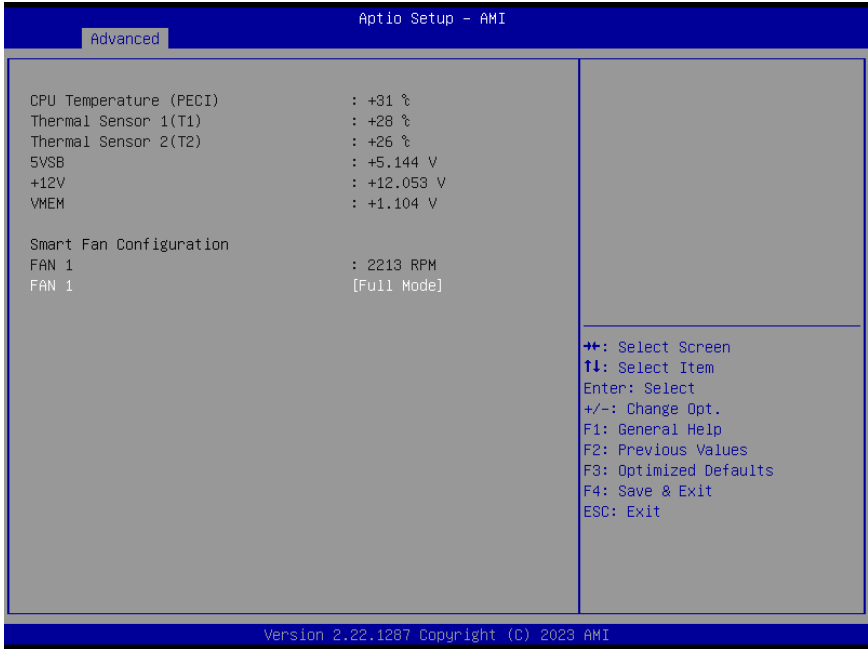 Aptio Setup – AMI
Advanced
CPU Temperature (PECI) : +31 ℃
Thermal Sensor 1(T1) : +28 ℃
Thermal Sensor 2(T2) : +26 ℃
5VSB : +5.144 V
+12V : +12.053 V
VMEM : +1.104 V
Smart Fan Configuration
FAN 1 : 2213 RPM
FAN 1 [Full Mode]
→←: Select Screen
↑↓: Select Item
Enter: Select
+/-: Change Opt.
F1: General Help
F2: Previous Values
F3: Optimized Defaults
F4: Save & Exit
ESC: Exit
Version 2.22.1287 Copyright (C) 2023 AMI